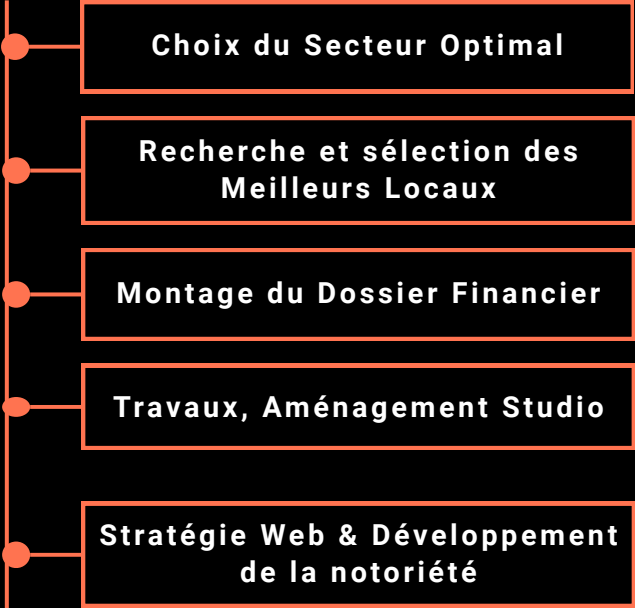 Choix du Secteur Optimal
Recherche et sélection des
Meilleurs Locaux
Montage du Dossier Financier
Travaux, Aménagement Studio
Stratégie Web & Développement
de la notoriété